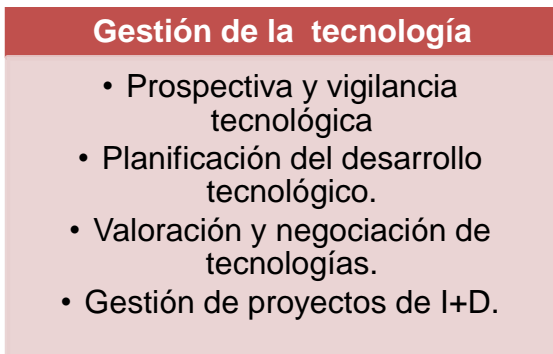 Gestión de la  tecnología
• Prospectiva y vigilancia
tecnológica
• Planificación del desarrollo
tecnológico.
• Valoración y negociación de
tecnologías.
• Gestión de proyectos de I+D.